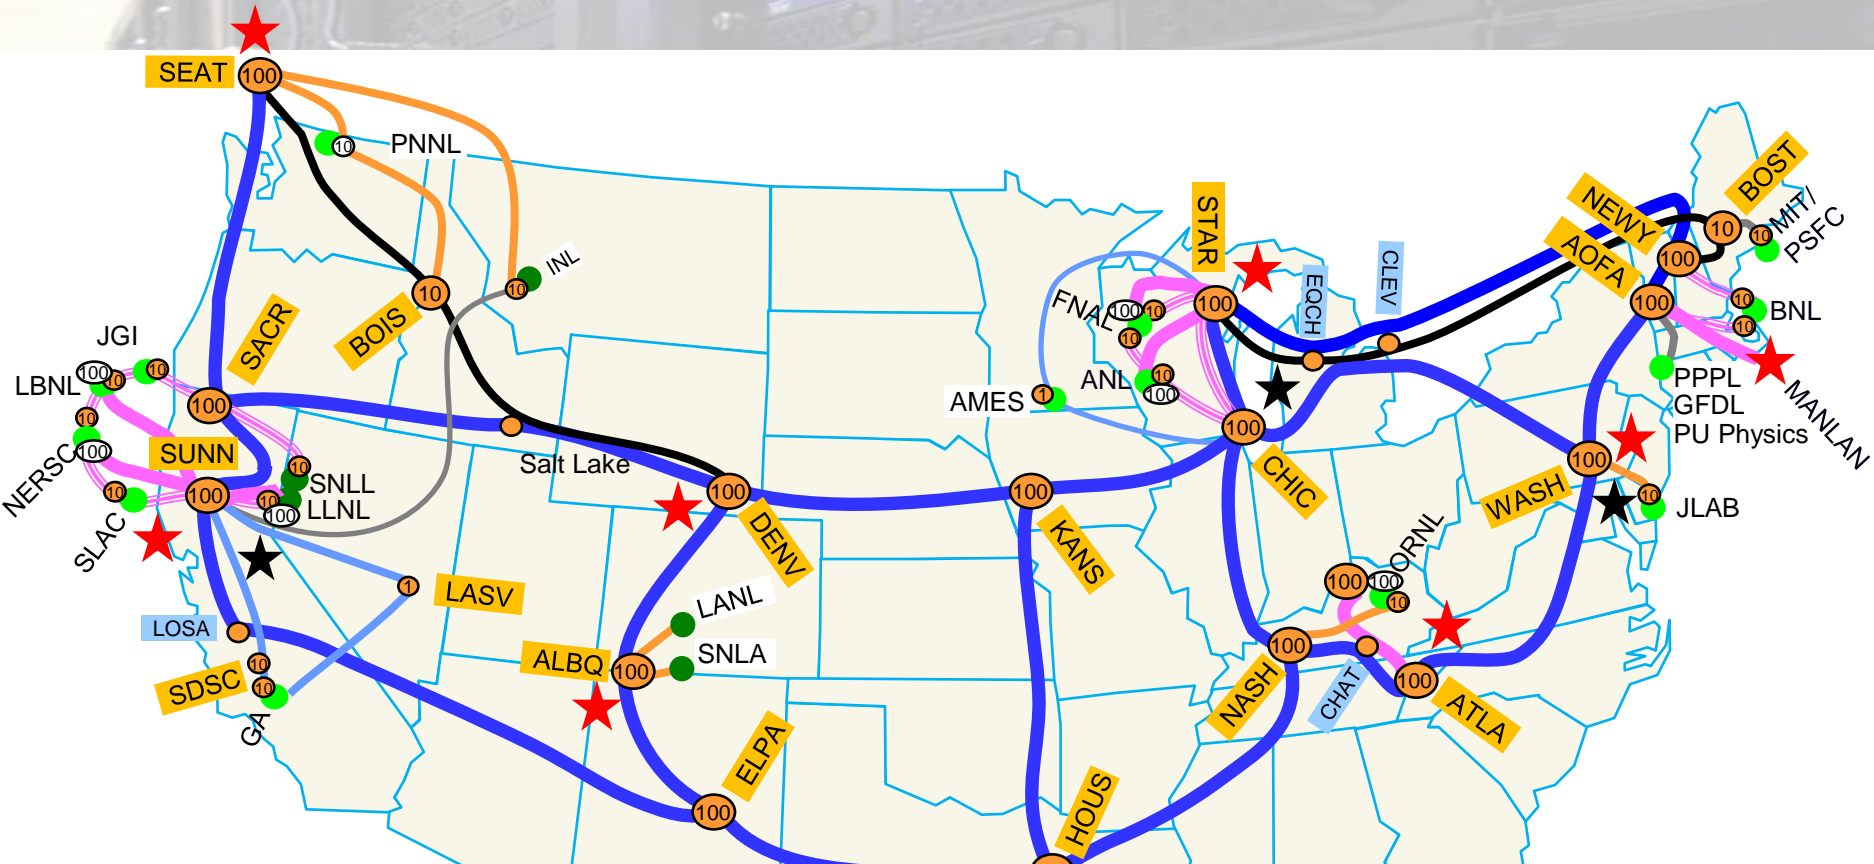 SEAT
100
10
PNNL
INL
10
BOIS
10
SACR
100
JGI
10
LBNL
100
10
10
NERSC
100
SUNN
100
10
SLAC
10
SNLL
10
LLNL
100
Salt Lake
LASV
1
LOSA
10
SDSC
10
GA
100
DENV
LANL
ALBQ
100
SNLA
ELPA
100
100
KANS
HOUS
STAR
100
FNAL
100
10
10
ANL
10
100
AMES
1
100
CHIC
EQCH
CLEV
NEWY
100
AOFA
100
BOST
10
MIT/
PSFC
10
10
BNL
10
PPPL
GFDL
PU Physics
MANLAN
100
WASH
10
JLAB
ORNL
100
100
10
100
NASH
CHAT
100
ATLA